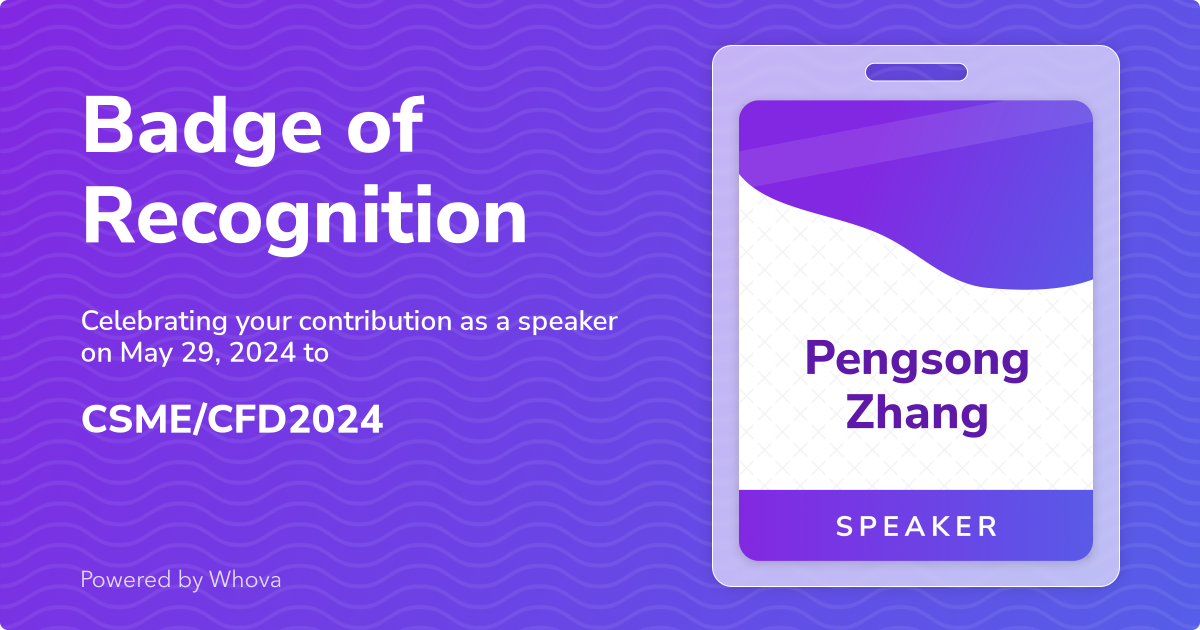 Badge of
Recognition
Celebrating your contribution as a speaker
on May 29, 2024 to
CSME/CFD2024
Powered by Whova
Pengsong
Zhang
SPEAKER